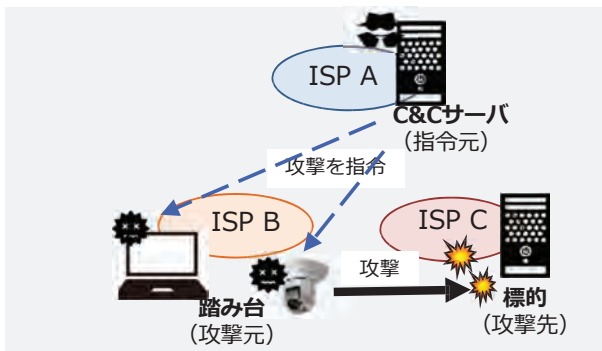 ISP A
C&Cサーバ
（指令元）
攻撃を指令
ISP B
ISP C
攻撃
踏み台
（攻撃元）
標的
（攻撃先）